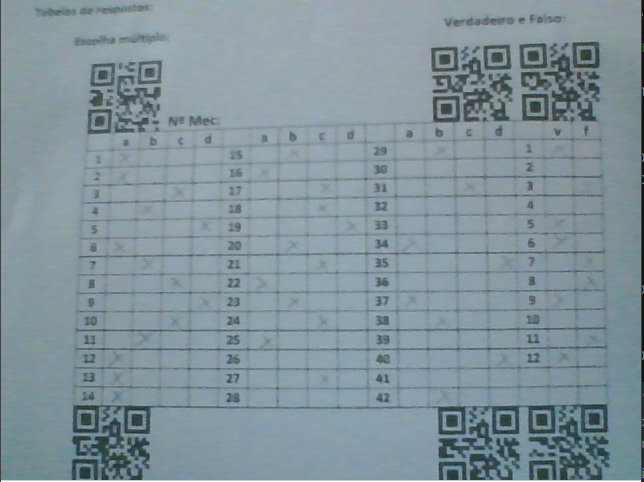 Tabelas de respostas:
Verdadeiro e Falso:
Escolha múltipla:
Nº Mec:
a b c d a b c d a b c d v f
1 x 15 x 29 x 1 x
2 x 16 x 30 2
3 x 17 x 31 x 3 x
4 x 18 x 32 4
5 x 19 x 33 5 x
6 x 20 x 34 x 6 x
7 x 21 x 35 x 7 x
8 x 22 x 36 8 x
9 x 23 x 37 x 9 x
10 x 24 x 38 x 10
11 x 25 x 39 11 x
12 x 26 40 x 12 x
13 x 27 x 41
14 x 28 42 x